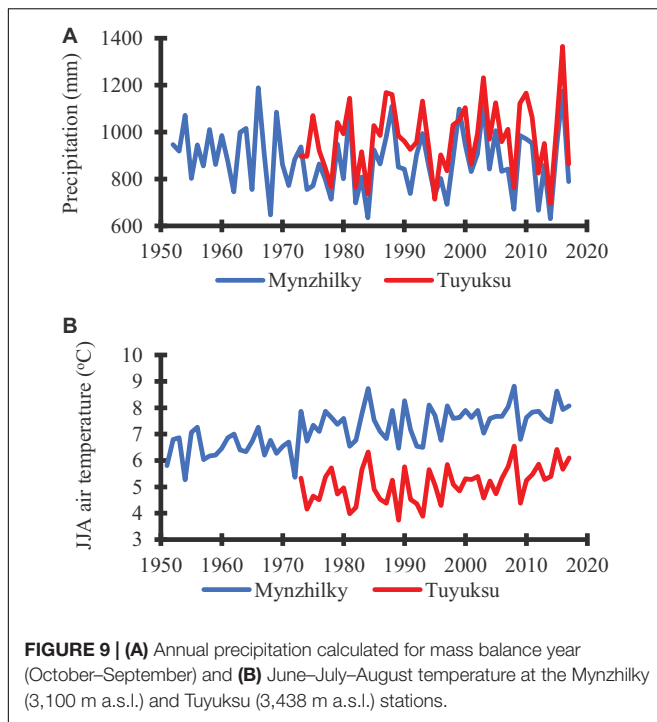 A
Precipitation (mm)
1400
1200
1000
800
600
1950 1960 1970 1980 1990 2000 2010 2020
Mynzhilky Tuyuksu
B
JJA air temperature (°C)
10
9
8
7
6
5
4
3
1950 1960 1970 1980 1990 2000 2010 2020
Mynzhilky Tuyuksu
FIGURE 9 | (A) Annual precipitation calculated for mass balance year
(October–September) and (B) June–July–August temperature at the Mynzhilky
(3,100 m a.s.l.) and Tuyuksu (3,438 m a.s.l.) stations.